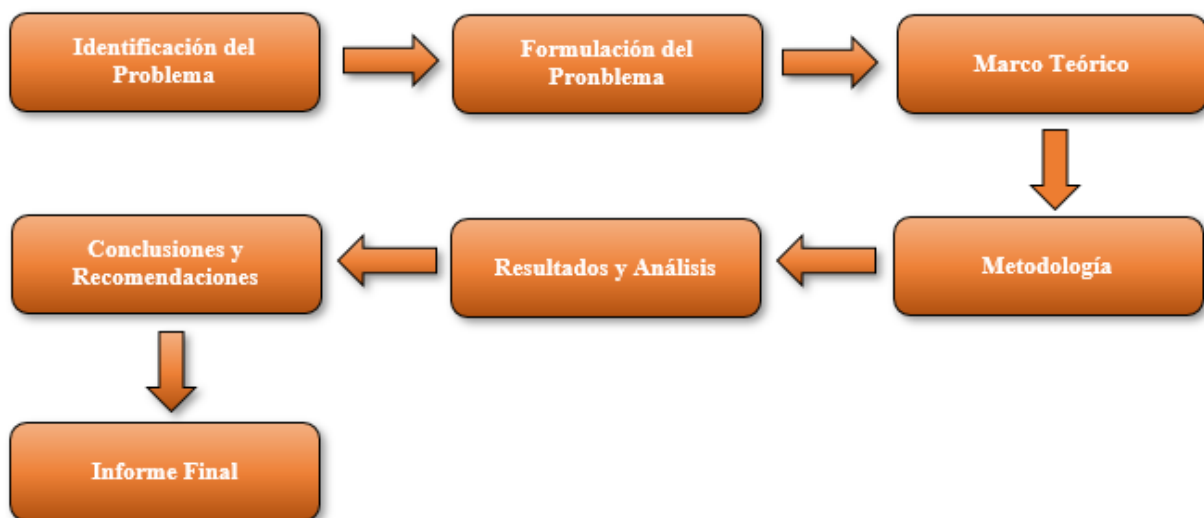 Identificación del
Problema
Formulación del
Pronblema
Marco Teórico
Metodología
Resultados y Análisis
Conclusiones y
Recomendaciones
Informe Final